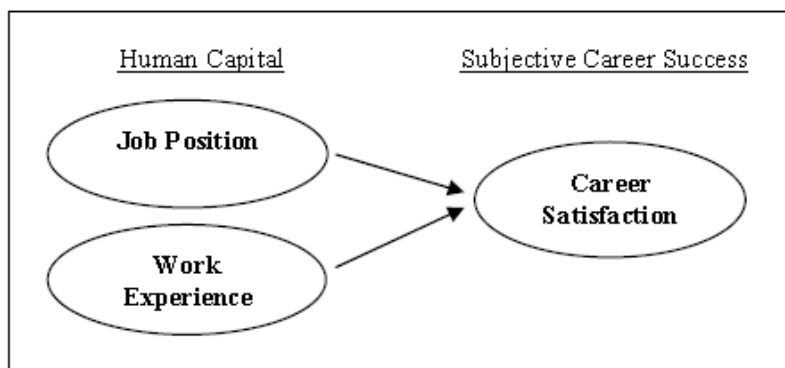 Human Capital
Subjective Career Success
Job Position
Career
Satisfaction
Work
Experience